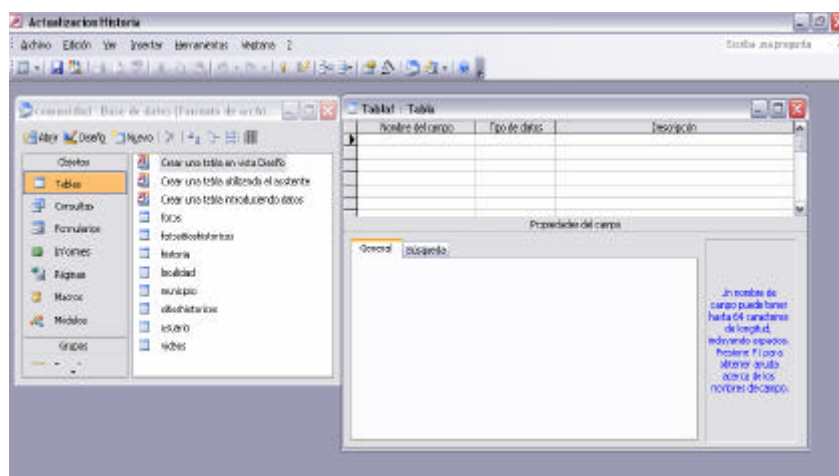 Actualizacion Historia
Archivo Edición Ver Insertar Herramientas Ventana ?
Escriba una pregunta
comunidad : Base de datos (Formato de archi
Abrir Diseño Nuevo
Objetos
Tablas
Consultas
Formularios
Informes
Páginas
Macros
Módulos
Grupos
Crear una tabla en vista Diseño
Crear una tabla utilizando el asistente
Crear una tabla introduciendo datos
fotos
fotositioshistoricos
historia
localidad
municipio
sitioshistoricos
usuario
videos
Tabla1 : Tabla
Nombre del campo Tipo de datos Descripción
Propiedades del campo
General Búsqueda
Un nombre de
campo puede tener
hasta 64 caracteres
de longitud,
incluyendo espacios.
Presione F1 para
obtener ayuda
acerca de los
nombres de campo.